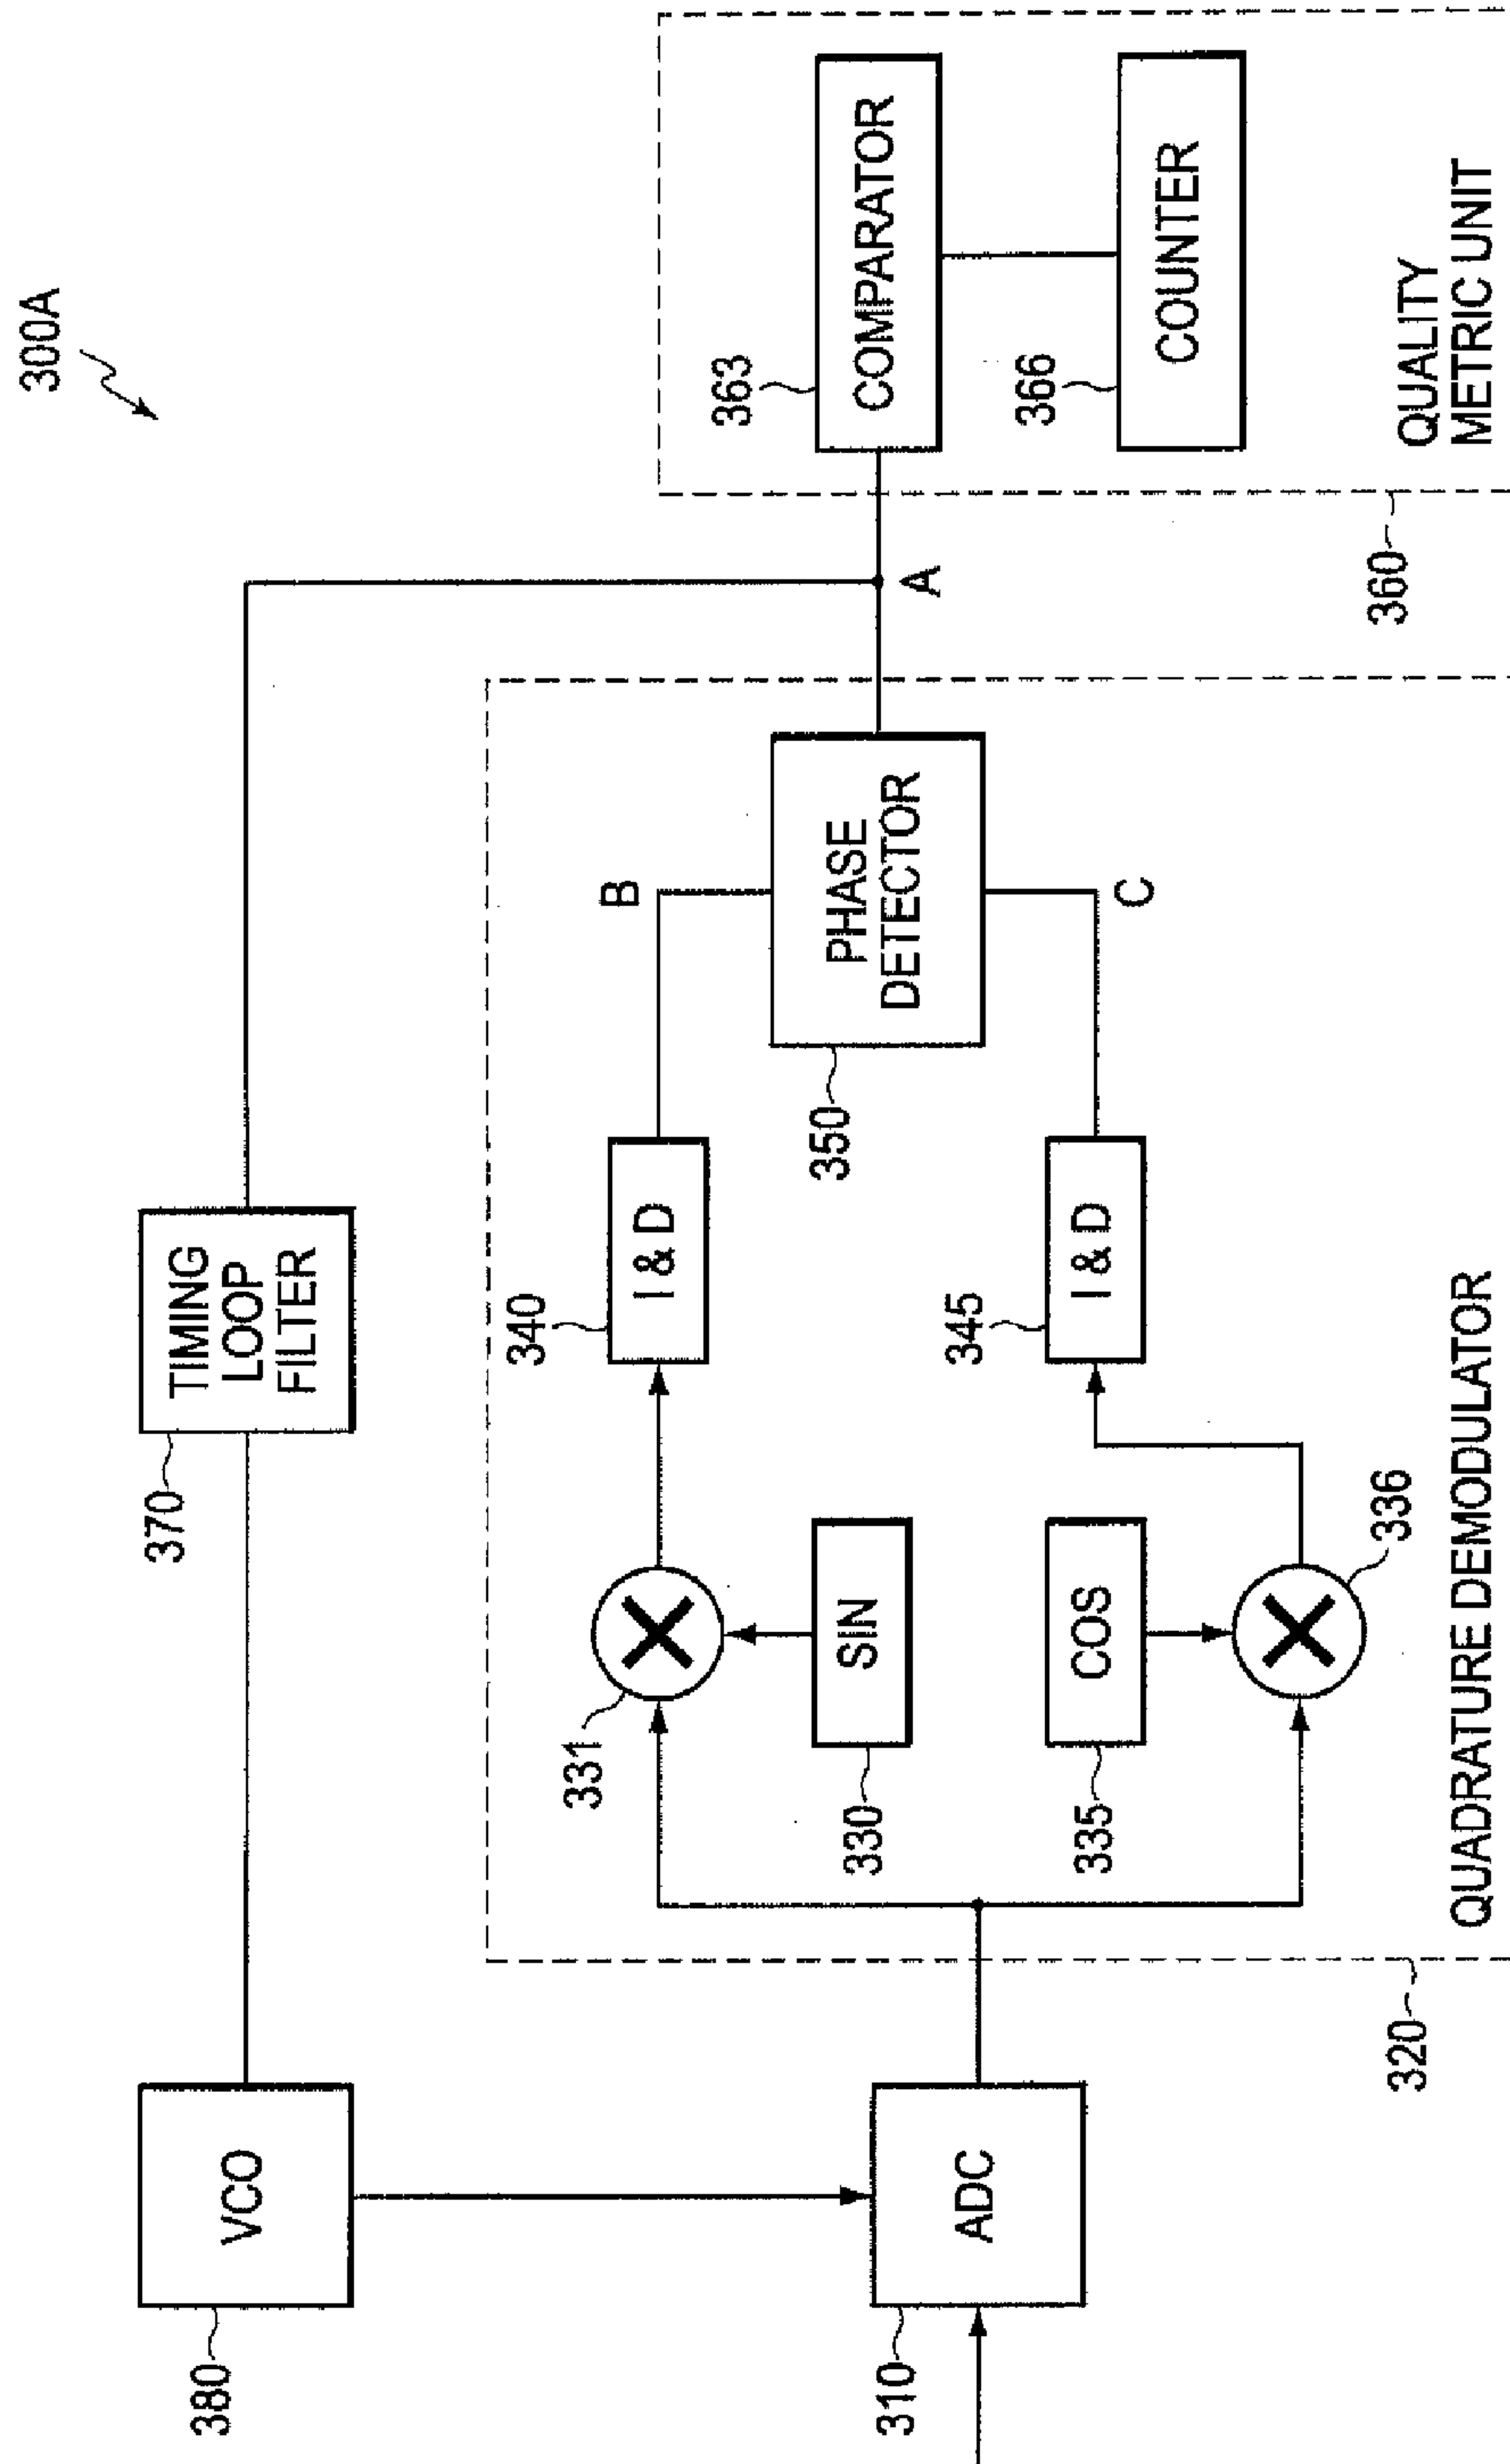 300A
380
VCO
370
TIMING
LOOP
FILTER
310
ADC
331
330
SIN
335
COS
336
340
I & D
345
I & D
B
C
350
PHASE
DETECTOR
A
363
COMPARATOR
366
COUNTER
320
QUADRATURE DEMODULATOR
360
QUALITY
METRIC UNIT